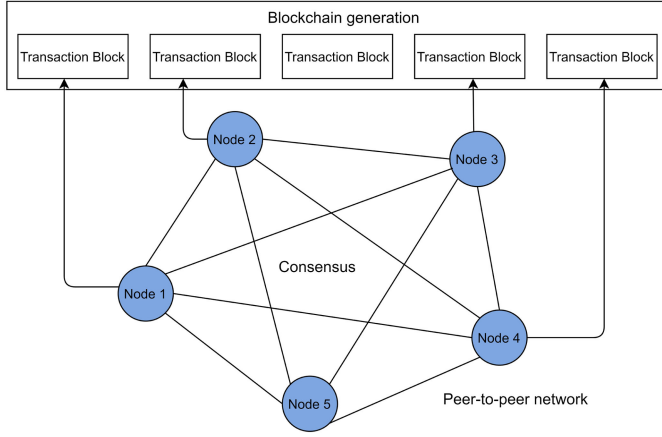 Blockchain generation
Transaction Block
Transaction Block
Transaction Block
Transaction Block
Transaction Block
Node 2
Node 3
Consensus
Node 1
Node 4
Node 5
Peer-to-peer network